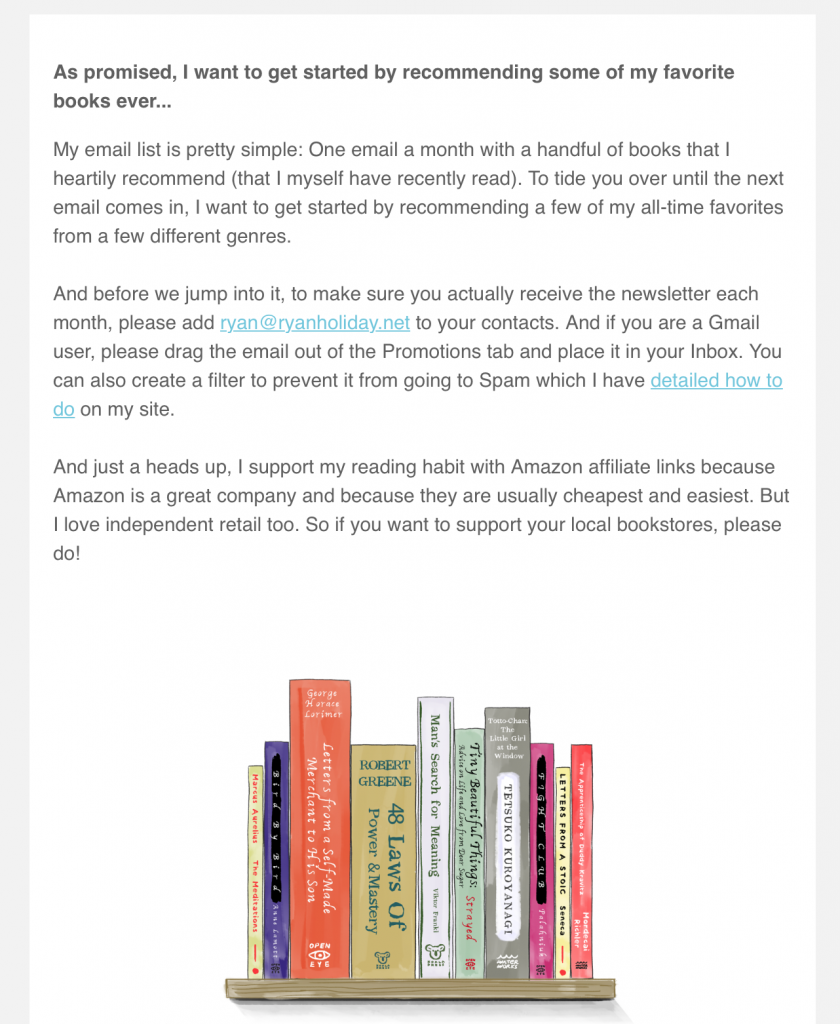 As promised, I want to get started by recommending some of my favorite
books ever...
My email list is pretty simple: One email a month with a handful of books that I
heartily recommend (that I myself have recently read). To tide you over until the next
email comes in, I want to get started by recommending a few of my all-time favorites
from a few different genres.
And before we jump into it, to make sure you actually receive the newsletter each
month, please add ryan@ryanholiday.net to your contacts. And if you are a Gmail
user, please drag the email out of the Promotions tab and place it in your Inbox. You
can also create a filter to prevent it from going to Spam which I have detailed how to
do on my site.
And just a heads up, I support my reading habit with Amazon affiliate links because
Amazon is a great company and because they are usually cheapest and easiest. But
I love independent retail too. So if you want to support your local bookstores, please
do!
Marcus Aurelius The Meditations
Bird By Bird Anne Lamott
George
Horace
Lorimer
Letters from a Self-Made
Merchant to His Son
OPEN
EYE
ROBERT
GREENE
48 Laws Of
Power & Mastery
Man's Search for Meaning Viktor Frankl
Tiny Beautiful Things: Strayed
Advice on Life and Love from Dear Sugar
Totto-Chan:
The
Little Girl
at the
Window
TETSUKO KUROYANAGI
FIGHT CLUB Palahniuk
LETTERS FROM A STOIC Seneca
The Apprenticeship of Duddy Kravitz
Mordecai
Richler